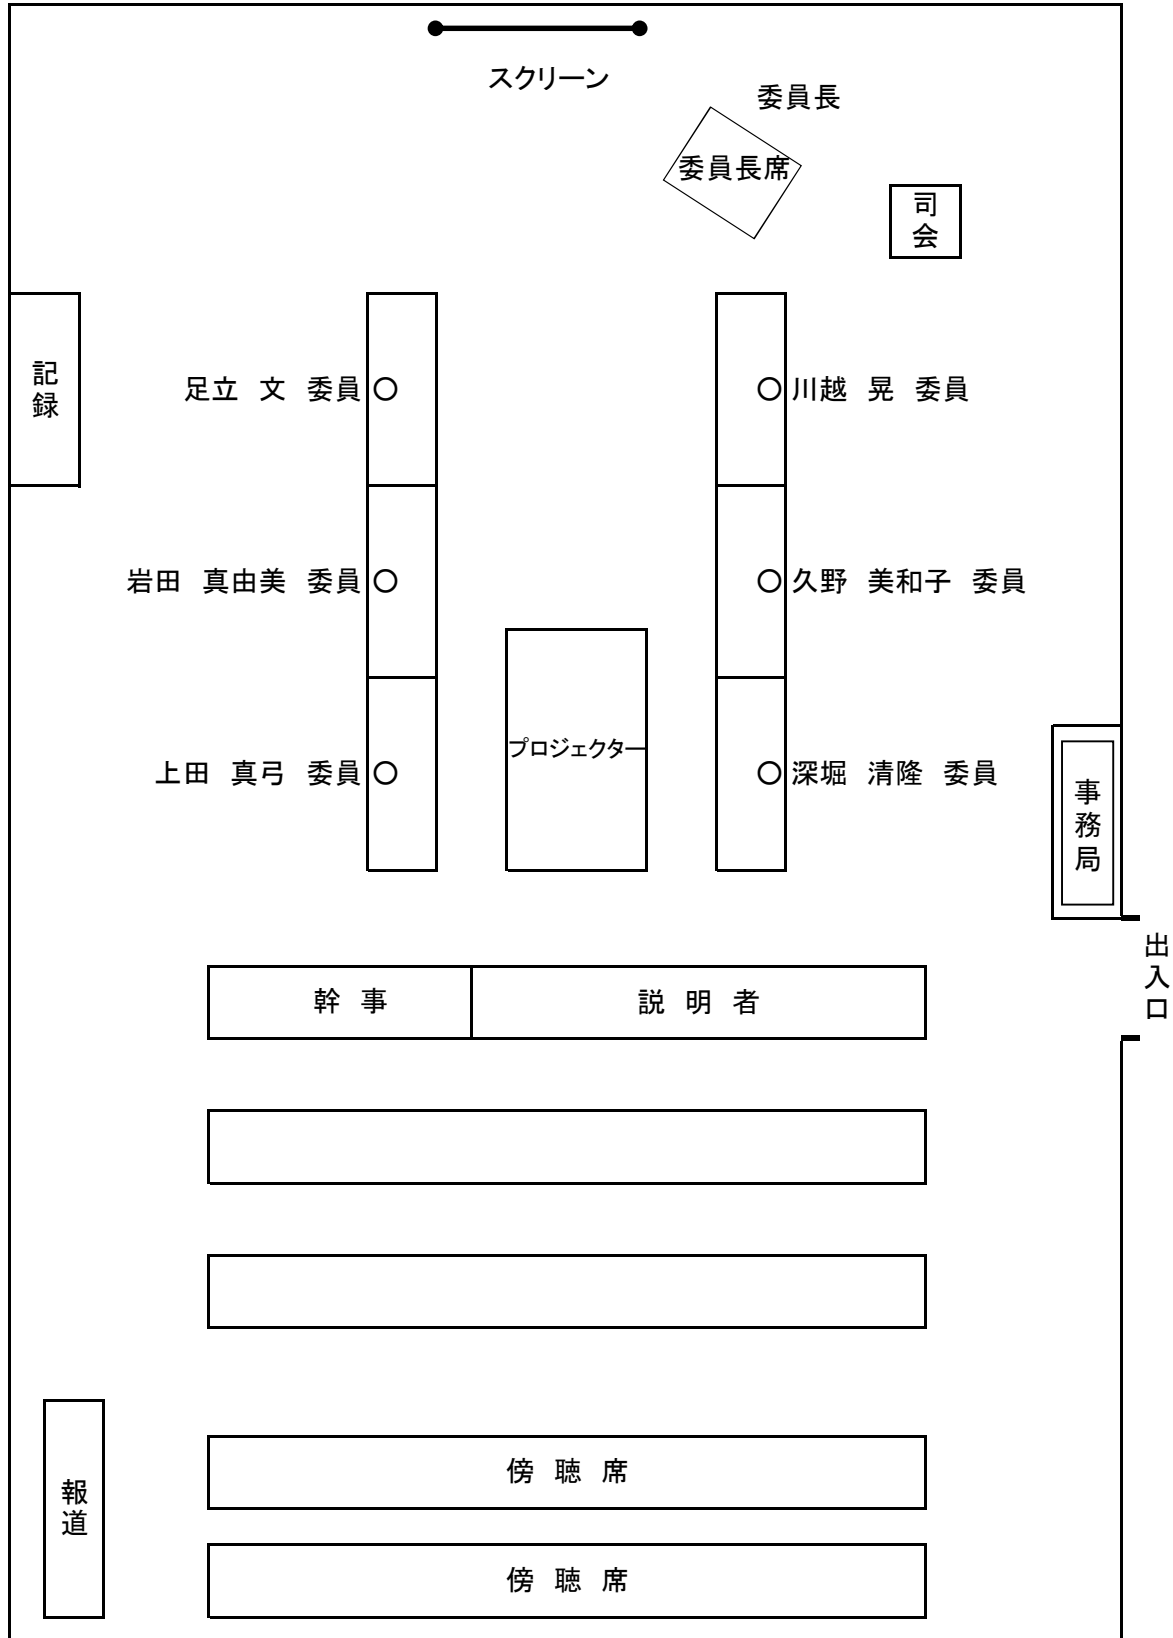 スクリーン
委員長
委員長席
司会
記録
足立 文 委員
川越 晃 委員
岩田 真由美 委員
久野 美和子 委員
プロジェクター
上田 真弓 委員
深堀 清隆 委員
事務局
出入口
幹 事
説 明 者
報道
傍 聴 席
傍 聴 席